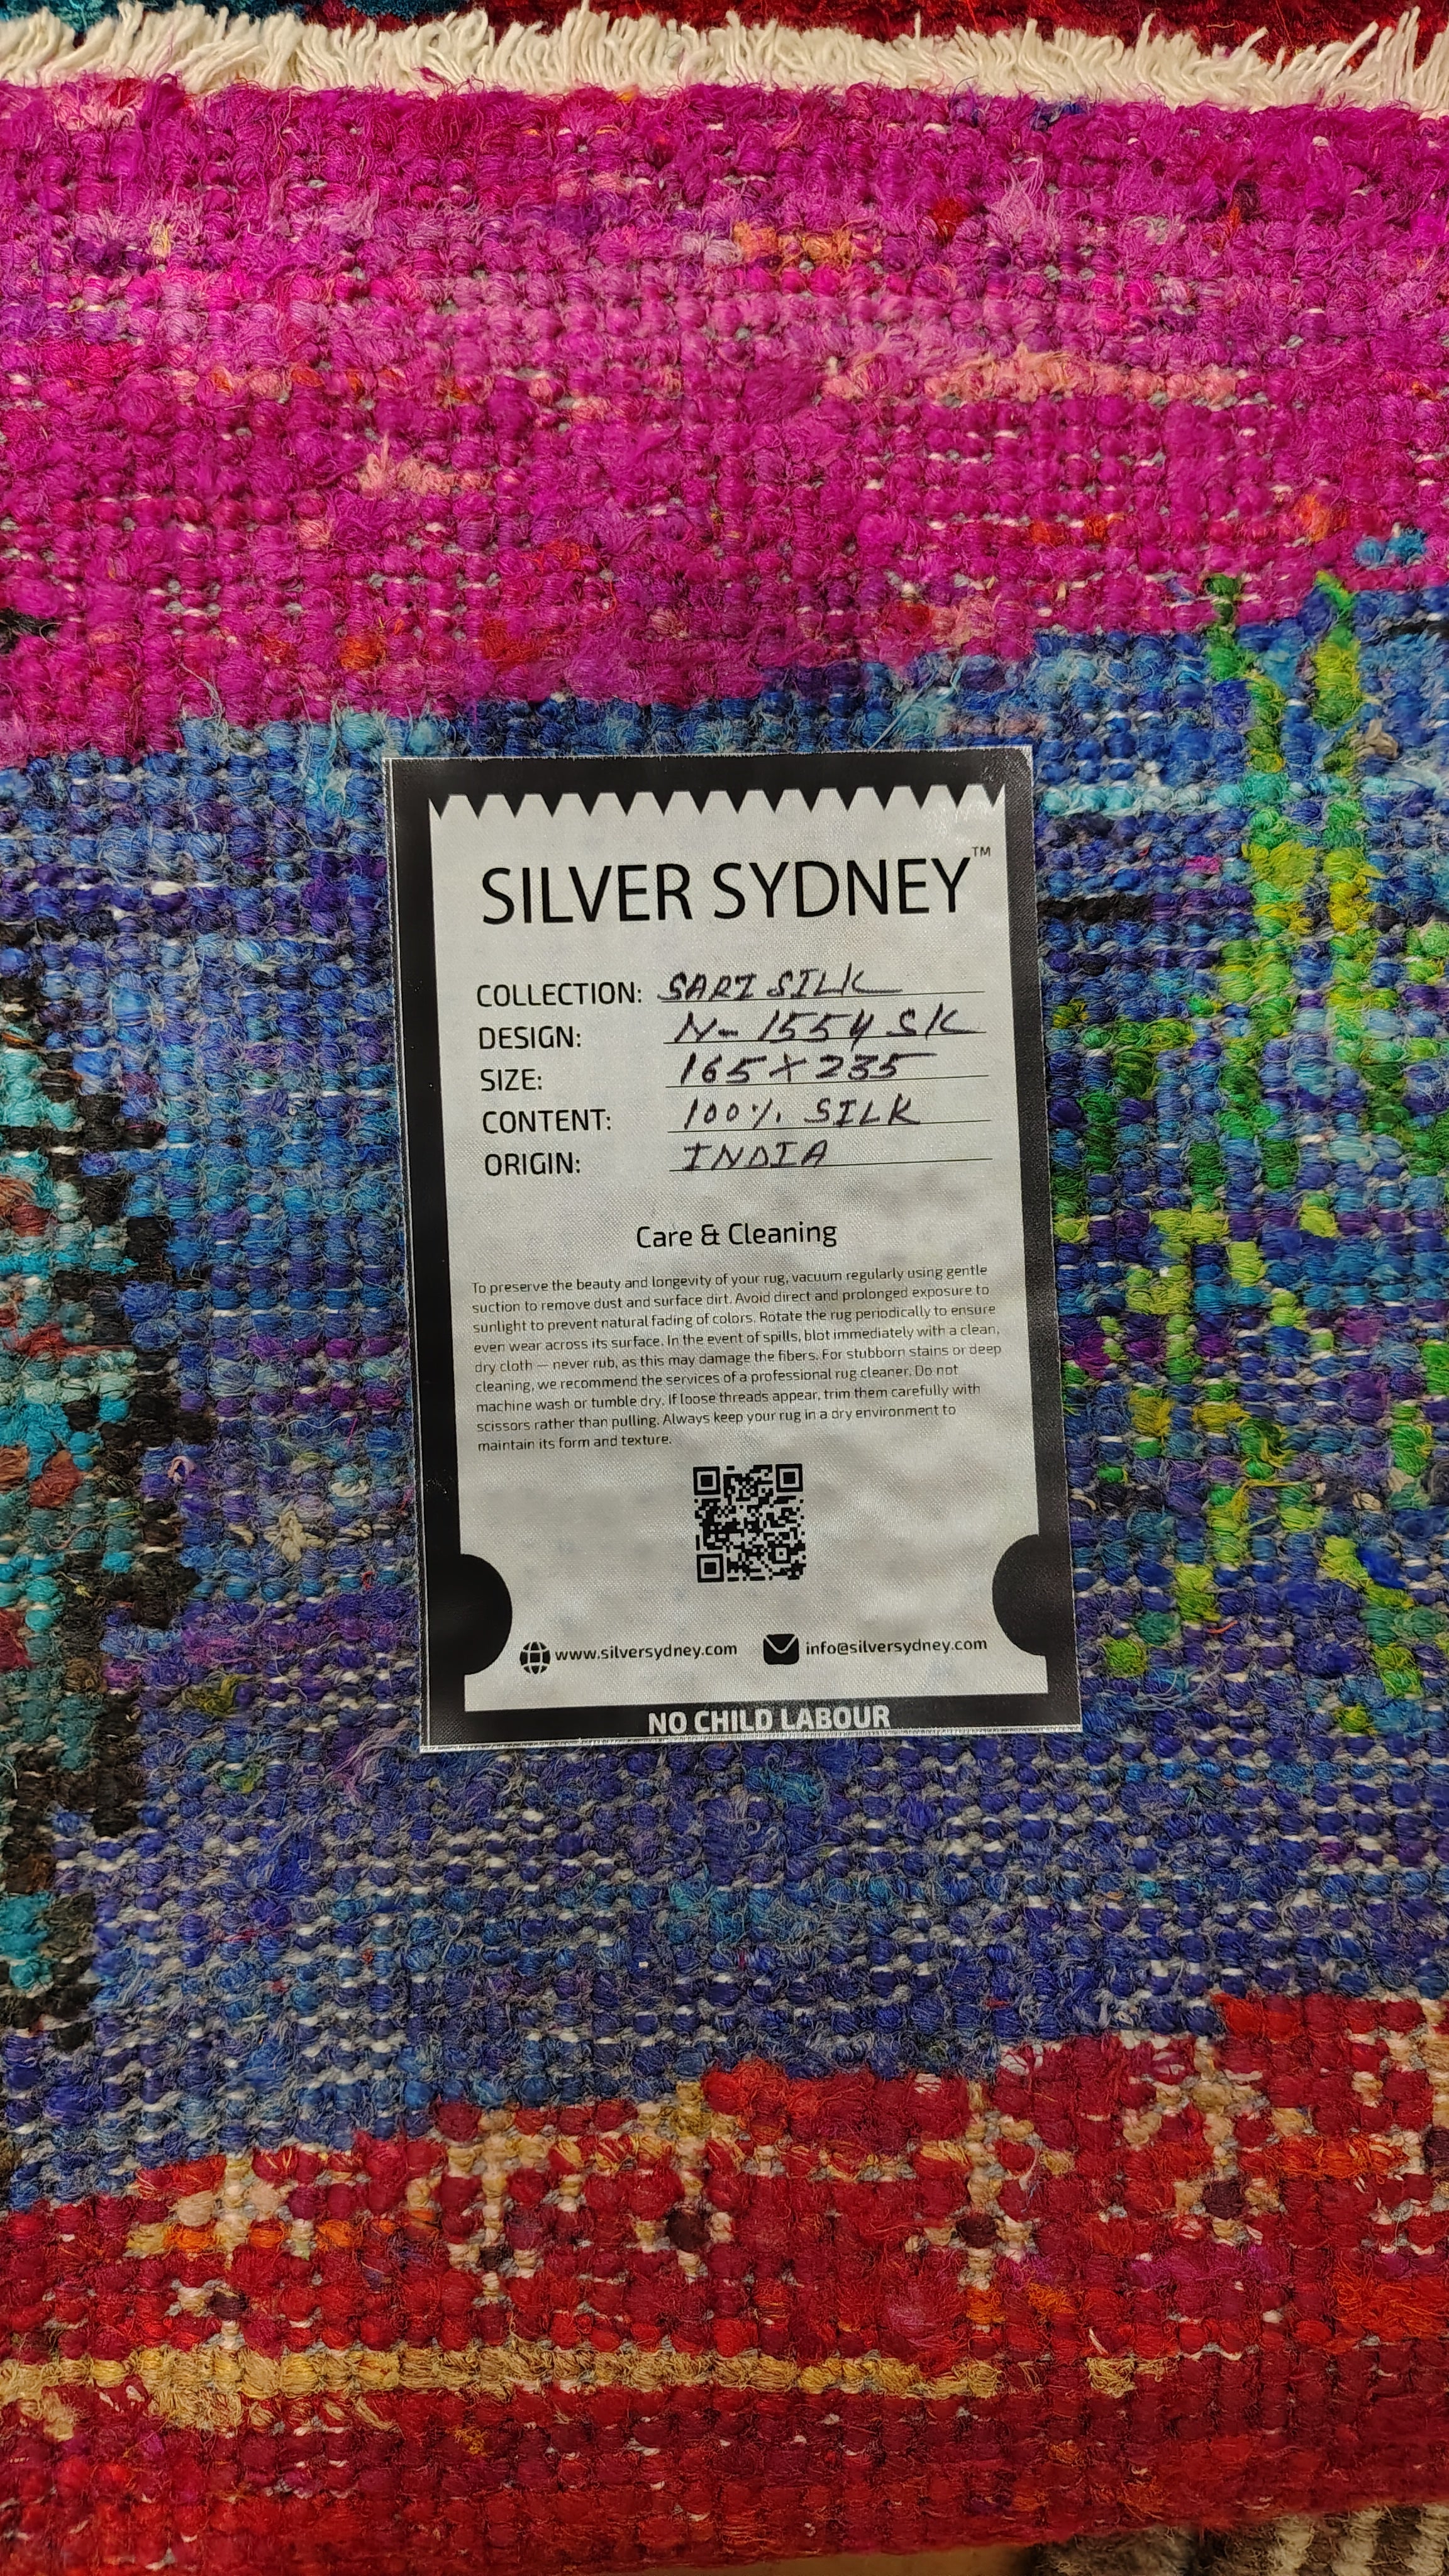 SILVER SYDNEY™
COLLECTION: SARI SILK
DESIGN: N-1554 SK
SIZE: 165X235
CONTENT: 100% SILK
ORIGIN: INDIA
Care & Cleaning
To preserve the beauty and longevity of your rug, vacuum regularly using gentle
suction to remove dust and surface dirt. Avoid direct and prolonged exposure to
sunlight to prevent natural fading of colors. Rotate the rug periodically to ensure
even wear across its surface. In the event of spills, blot immediately with a clean,
dry cloth — never rub, as this may damage the fibers. For stubborn stains or deep
cleaning, we recommend the services of a professional rug cleaner. Do not
machine wash or tumble dry. If loose threads appear, trim them carefully with
scissors rather than pulling. Always keep your rug in a dry environment to
maintain its form and texture.
www.silversydney.com info@silversydney.com
NO CHILD LABOUR